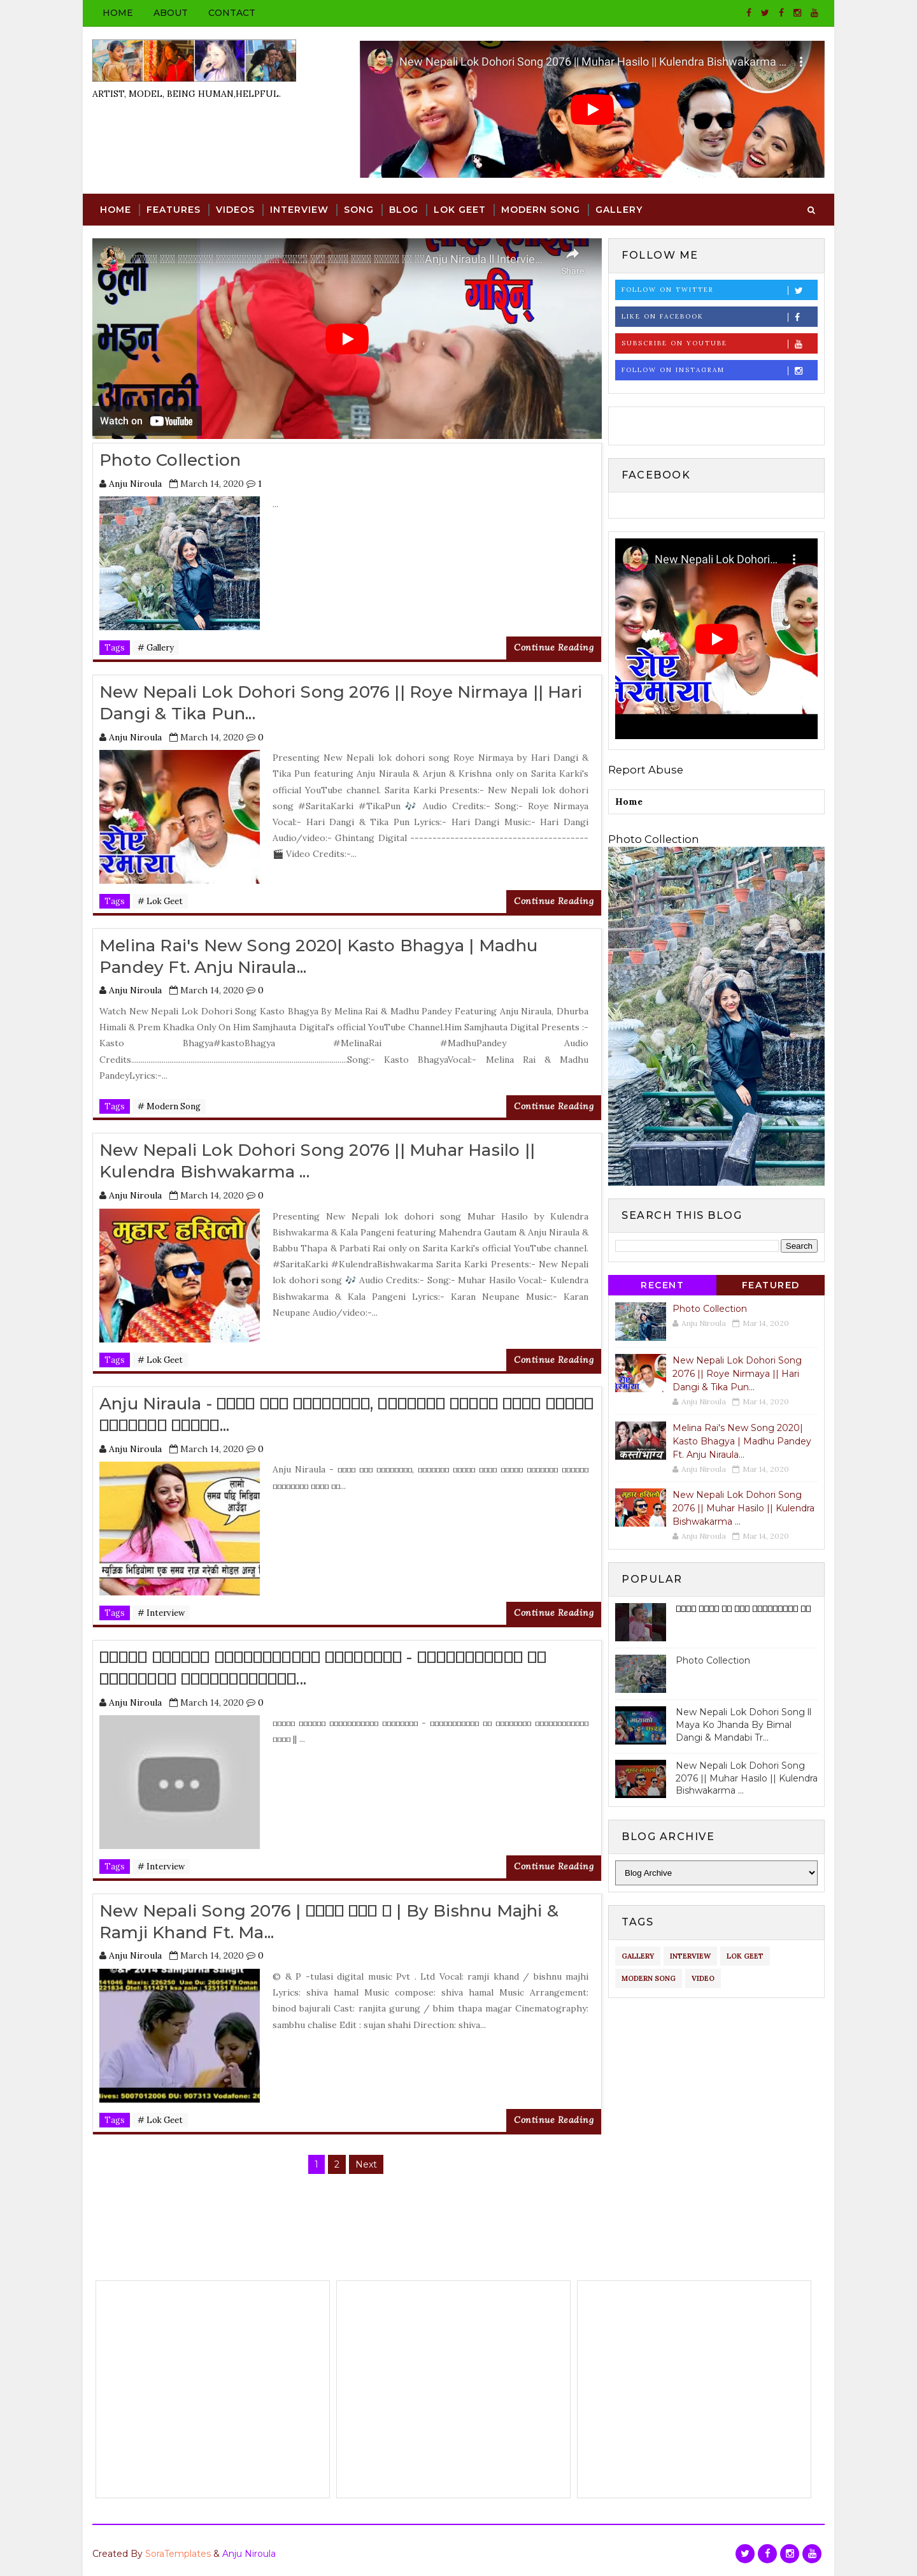 HOME ABOUT CONTACT
ARTIST, MODEL, BEING HUMAN,HELPFUL.
New Nepali Lok Dohori Song 2076 || Muhar Hasilo || Kulendra Bishwakarma ...
HOME FEATURES VIDEOS INTERVIEW SONG BLOG LOK GEET MODERN SONG GALLERY
Anju Niraula ll Intervie...
Share
ठुली
भइन्
अन्जुकी
गरिन्
Watch on YouTube
Photo Collection
Anju Niroula March 14, 2020 1
...
Tags # Gallery
Continue Reading
New Nepali Lok Dohori Song 2076 || Roye Nirmaya || Hari
Dangi & Tika Pun...
Anju Niroula March 14, 2020 0
Presenting New Nepali lok dohori song Roye Nirmaya by Hari Dangi &
Tika Pun featuring Anju Niraula & Arjun & Krishna only on Sarita Karki's
official YouTube channel. Sarita Karki Presents:- New Nepali lok dohori
song #SaritaKarki #TikaPun 🎶 Audio Credits:- Song:- Roye Nirmaya
Vocal:- Hari Dangi & Tika Pun Lyrics:- Hari Dangi Music:- Hari Dangi
Audio/video:- Ghintang Digital ----------------------------------------
🎬 Video Credits:-...
रोए
Tags # Lok Geet
Continue Reading
Melina Rai's New Song 2020| Kasto Bhagya | Madhu
Pandey Ft. Anju Niraula...
Anju Niroula March 14, 2020 0
Watch New Nepali Lok Dohori Song Kasto Bhagya By Melina Rai & Madhu Pandey Featuring Anju Niraula, Dhurba
Himali & Prem Khadka Only On Him Samjhauta Digital's official YouTube Channel.Him Samjhauta Digital Presents :-
Kasto Bhagya#kastoBhagya #MelinaRai #MadhuPandey Audio
Credits.................................................................................................Song:- Kasto BhagyaVocal:- Melina Rai & Madhu
PandeyLyrics:-...
Tags # Modern Song
Continue Reading
New Nepali Lok Dohori Song 2076 || Muhar Hasilo ||
Kulendra Bishwakarma ...
Anju Niroula March 14, 2020 0
Presenting New Nepali lok dohori song Muhar Hasilo by Kulendra
Bishwakarma & Kala Pangeni featuring Mahendra Gautam & Anju Niraula &
Babbu Thapa & Parbati Rai only on Sarita Karki's official YouTube channel.
#SaritaKarki #KulendraBishwakarma Sarita Karki Presents:- New Nepali
lok dohori song 🎶 Audio Credits:- Song:- Muhar Hasilo Vocal:- Kulendra
Bishwakarma & Kala Pangeni Lyrics:- Karan Neupane Music:- Karan
Neupane Audio/video:-...
मुहार हसिलो
Tags # Lok Geet
Continue Reading
Anju Niraula -
Anju Niroula March 14, 2020 0
Anju Niraula -
लामो
समय पछि मिडिया
आउँदा
म्युजिक भिडियोमा एक समय राज गरेकी मोडल अन्जु
Tags # Interview
Continue Reading
Anju Niroula March 14, 2020 0
Tags # Interview
Continue Reading
New Nepali Song 2076 | | By Bishnu Majhi &
Ramji Khand Ft. Ma...
Anju Niroula March 14, 2020 0
© & P -tulasi digital music Pvt . Ltd Vocal: ramji khand / bishnu majhi
Lyrics: shiva hamal Music compose: shiva hamal Music Arrangement:
binod bajurali Cast: ranjita gurung / bhim thapa magar Cinematography:
sambhu chalise Edit : sujan shahi Direction: shiva...
©& P 2014 Sampurna Sangit
Tags # Lok Geet
Continue Reading
1 2 Next
FOLLOW ME
FOLLOW ON TWITTER
LIKE ON FACEBOOK
SUBSCRIBE ON YOUTUBE
FOLLOW ON INSTAGRAM
FACEBOOK
New Nepali Lok Dohori...
रोए
Report Abuse
Home
Photo Collection
SEARCH THIS BLOG
Search
RECENT FEATURED
Photo Collection
Anju Niroula Mar 14, 2020
New Nepali Lok Dohori Song
2076 || Roye Nirmaya || Hari
Dangi & Tika Pun...
Anju Niroula Mar 14, 2020
Melina Rai's New Song 2020|
Kasto Bhagya | Madhu Pandey
Ft. Anju Niraula...
Anju Niroula Mar 14, 2020
New Nepali Lok Dohori Song
2076 || Muhar Hasilo || Kulendra
Bishwakarma ...
Anju Niroula Mar 14, 2020
POPULAR
Photo Collection
New Nepali Lok Dohori Song ll
Maya Ko Jhanda By Bimal
Dangi & Mandabi Tr...
New Nepali Lok Dohori Song
2076 || Muhar Hasilo || Kulendra
Bishwakarma ...
BLOG ARCHIVE
Blog Archive
TAGS
GALLERY INTERVIEW LOK GEET
MODERN SONG VIDEO
Created By SoraTemplates & Anju Niroula